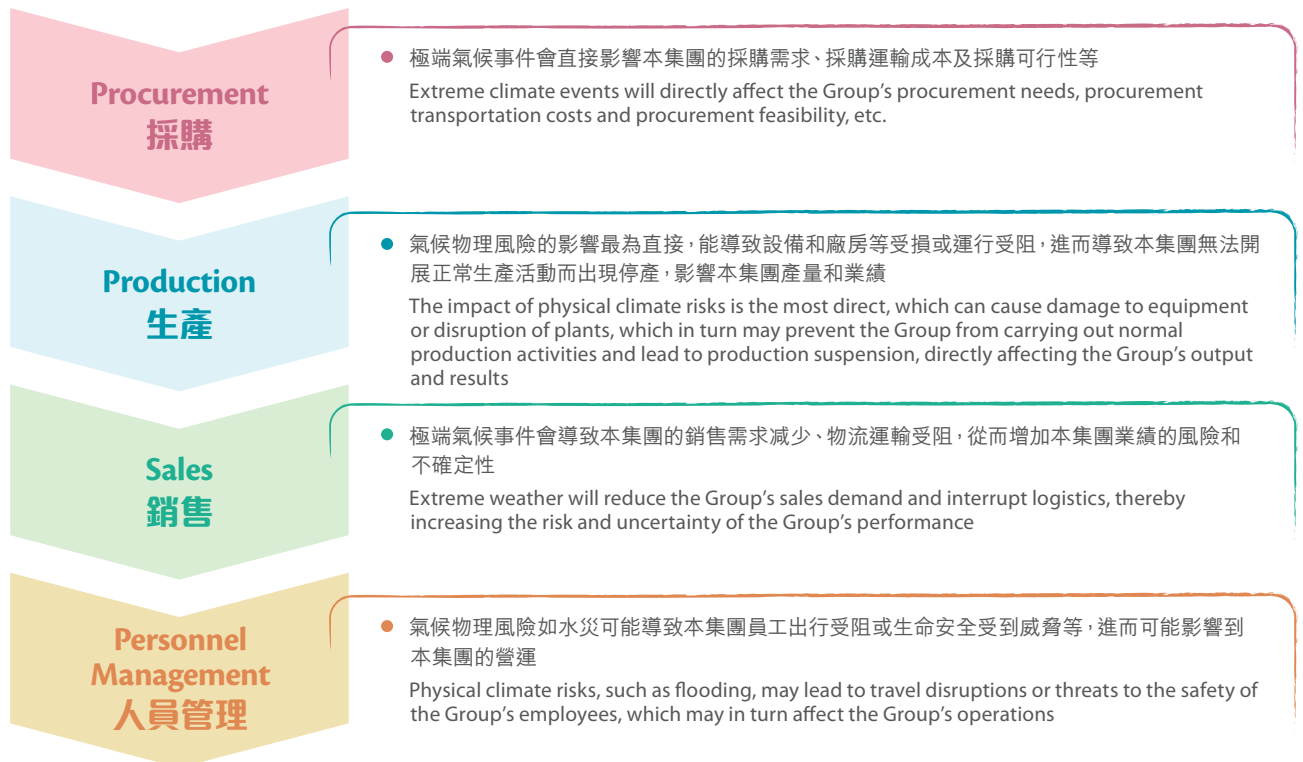 Procurement
採購
極端氣候事件會直接影響本集團的採購需求、採購運輸成本及採購可行性等
Extreme climate events will directly affect the Group's procurement needs, procurement
transportation costs and procurement feasibility, etc.
Production
生產
氣候物理風險的影響最為直接，能導致設備和廠房等受損或運行受阻，進而導致本集團無法開
展正常生產活動而出現停產，影響本集團產量和業績
The impact of physical climate risks is the most direct, which can cause damage to equipment
or disruption of plants, which in turn may prevent the Group from carrying out normal
production activities and lead to production suspension, directly affecting the Group's output
and results
Sales
銷售
極端氣候事件會導致本集團的銷售需求減少、物流運輸受阻，從而增加本集團業績的風險和
不確定性
Extreme weather will reduce the Group's sales demand and interrupt logistics, thereby
increasing the risk and uncertainty of the Group's performance
Personnel
Management
人員管理
氣候物理風險如水災可能導致本集團員工出行受阻或生命安全受到威脅等，進而可能影響到
本集團的營運
Physical climate risks, such as flooding, may lead to travel disruptions or threats to the safety of
the Group's employees, which may in turn affect the Group's operations